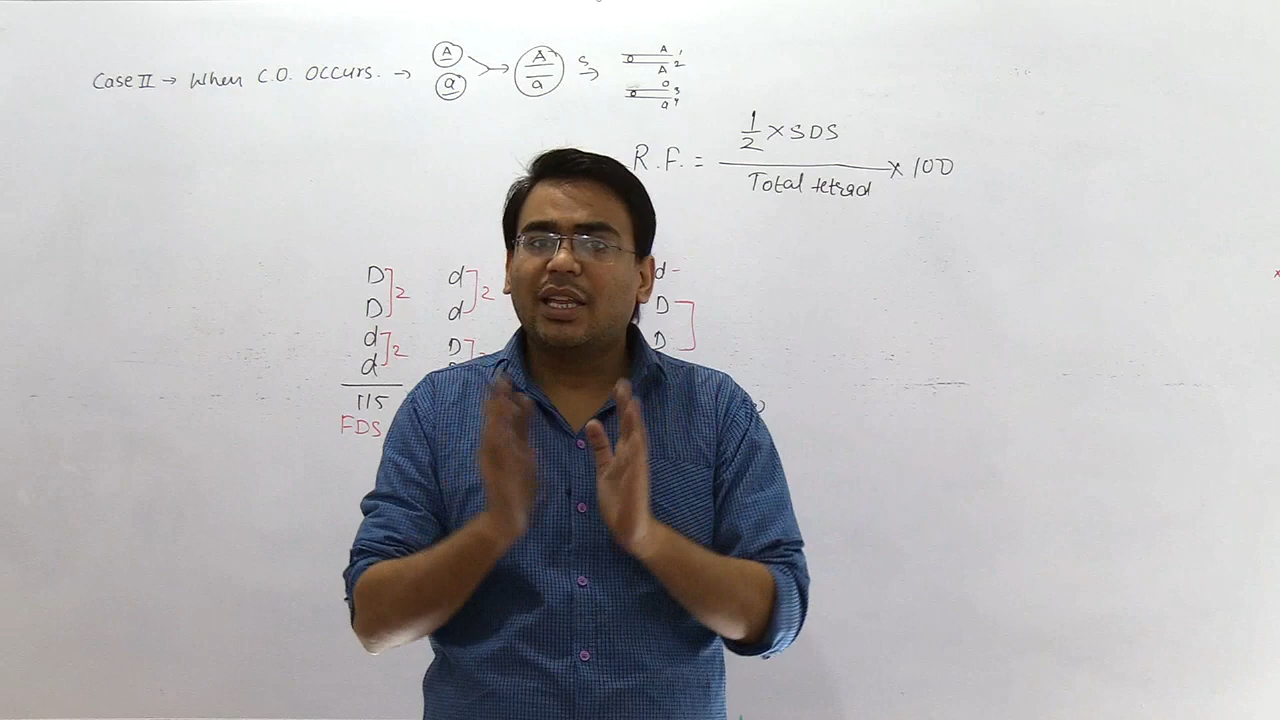 Case II → When C.O. occurs. → A a → A/a S → A 1
A 2
a 3
a 4
R.F. = 1/2 × SDS / Total tetrad × 100
D d d
D ]2 d ]2 D
d D D
d ]2
115
FDS